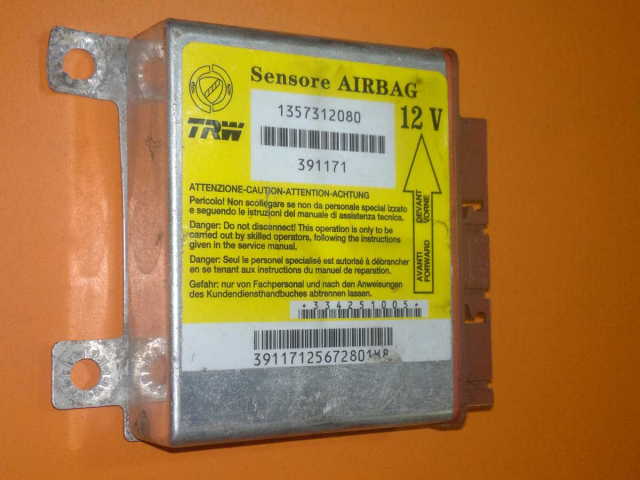 Sensore AIRBAG
1357312080
12 V
TRW
391171
ATTENZIONE-CAUTION-ATTENTION-ACHTUNG
Pericolo! Non scollegare se non da personale specializzato
e seguendo le istruzioni del manuale di assistenza tecnica.
Danger: Do not disconnect! This operation is only to be
carried out by skilled operators, following the instructions
given in the service manual.
Danger: Seul le personel spécialisé est autorisé à débrancher
en se tenant aux instructions du manuel de reparation.
Gefahr: nur von Fachpersonal und nach den Anweisungen
des Kundendiensthandbuches abtrennen lassen.
AVANTI DEVANT
FORWARD VORNE
*334251005*
39117125672801M8